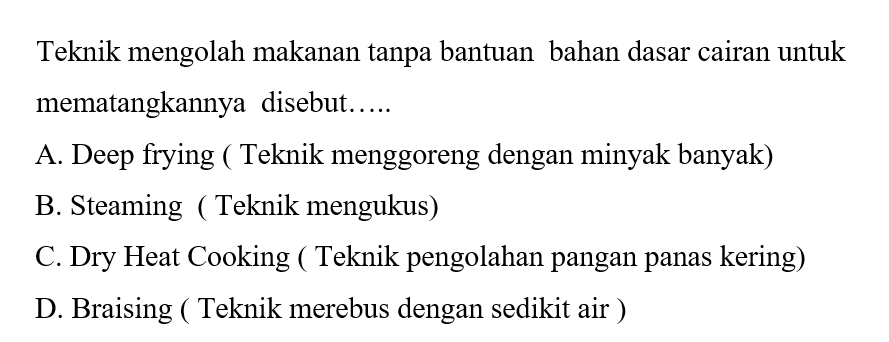 Teknik mengolah makanan tanpa bantuan bahan dasar cairan untuk
mematangkannya disebut.....
A. Deep frying ( Teknik menggoreng dengan minyak banyak)
B. Steaming ( Teknik mengukus)
C. Dry Heat Cooking ( Teknik pengolahan pangan panas kering)
D. Braising ( Teknik merebus dengan sedikit air )